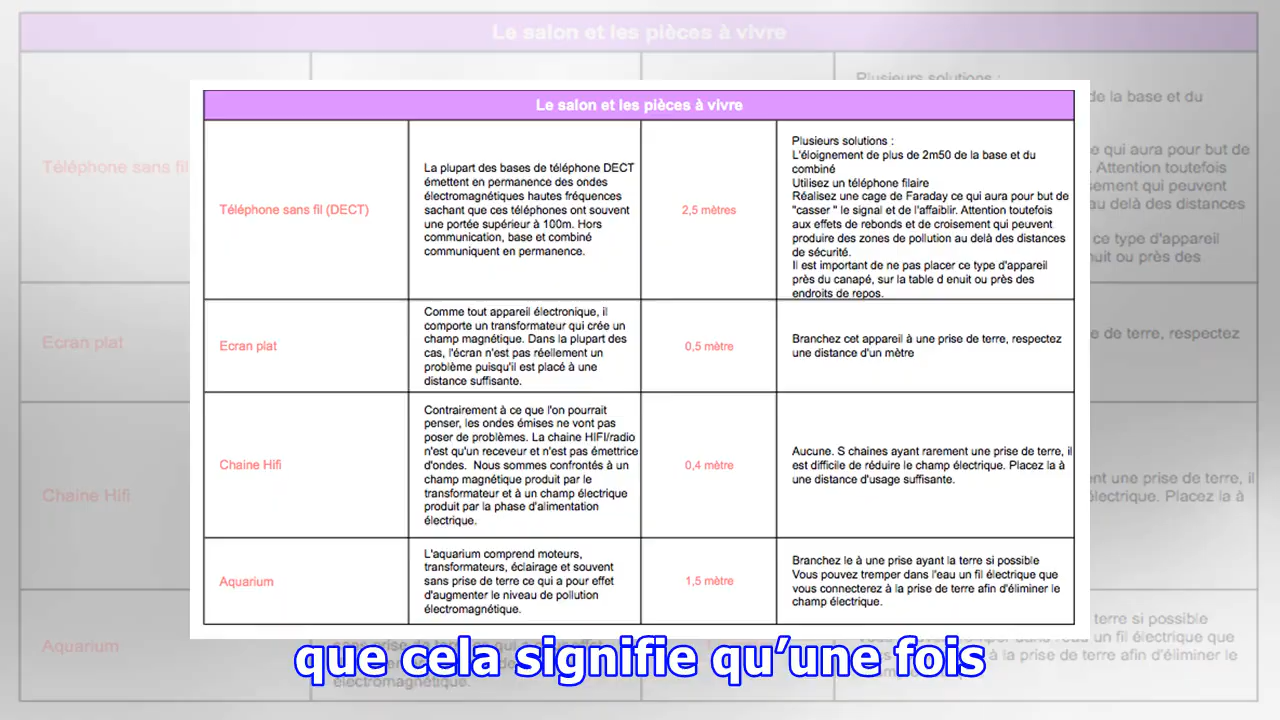 Le salon et les pièces à vivre
Téléphone sans fil (DECT)
La plupart des bases de téléphone DECT
émettent en permanence des ondes
électromagnétiques hautes fréquences
sachant que ces téléphones ont souvent
une portée supérieur à 100m. Hors
communication, base et combiné
communiquent en permanence.
2,5 mètres
Plusieurs solutions :
L'éloignement de plus de 2m50 de la base et du
combiné
Utilisez un téléphone filaire
Réalisez une cage de Faraday ce qui aura pour but de
"casser " le signal et de l'affaiblir. Attention toutefois
aux effets de rebonds et de croisement qui peuvent
produire des zones de pollution au delà des distances
de sécurité.
Il est important de ne pas placer ce type d'appareil
près du canapé, sur la table d enuit ou près des
endroits de repos.
Ecran plat
Comme tout appareil électronique, il
comporte un transformateur qui crée un
champ magnétique. Dans la plupart des
cas, l'écran n'est pas réellement un
problème puisqu'il est placé à une
distance suffisante.
0,5 mètre
Branchez cet appareil à une prise de terre, respectez
une distance d'un mètre
Chaine Hifi
Contrairement à ce que l'on pourrait
penser, les ondes émises ne vont pas
poser de problèmes. La chaine HIFI/radio
n'est qu'un receveur et n'est pas émettrice
d'ondes.  Nous sommes confrontés à un
champ magnétique produit par le
transformateur et à un champ électrique
produit par la phase d'alimentation
électrique.
0,4 mètre
Aucune. S chaines ayant rarement une prise de terre, il
est difficile de réduire le champ électrique. Placez la à
une distance d'usage suffisante.
Aquarium
L'aquarium comprend moteurs,
transformateurs, éclairage et souvent
sans prise de terre ce qui a pour effet
d'augmenter le niveau de pollution
électromagnétique.
1,5 mètre
Branchez le à une prise ayant la terre si possible
Vous pouvez tremper dans l'eau un fil électrique que
vous connecterez à la prise de terre afin d'éliminer le
champ électrique.
que cela signifie qu’une fois